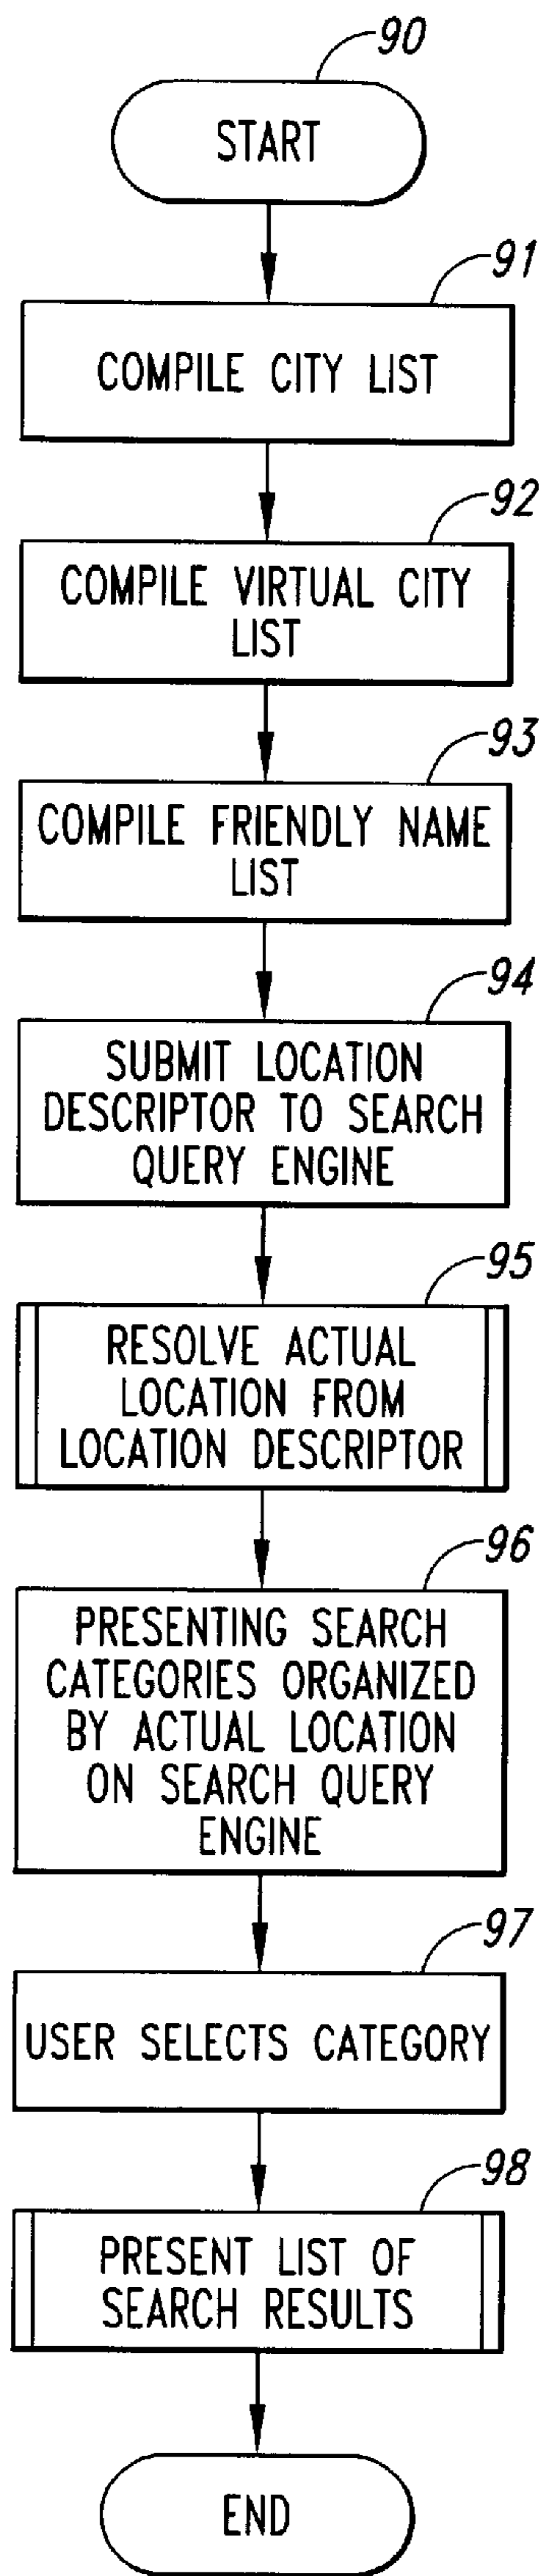 90
START
91
COMPILE CITY LIST
92
COMPILE VIRTUAL CITY
LIST
93
COMPILE FRIENDLY NAME
LIST
94
SUBMIT LOCATION
DESCRIPTOR TO SEARCH
QUERY ENGINE
95
RESOLVE ACTUAL
LOCATION FROM
LOCATION DESCRIPTOR
96
PRESENTING SEARCH
CATEGORIES ORGANIZED
BY ACTUAL LOCATION
ON SEARCH QUERY
ENGINE
97
USER SELECTS CATEGORY
98
PRESENT LIST OF
SEARCH RESULTS
END